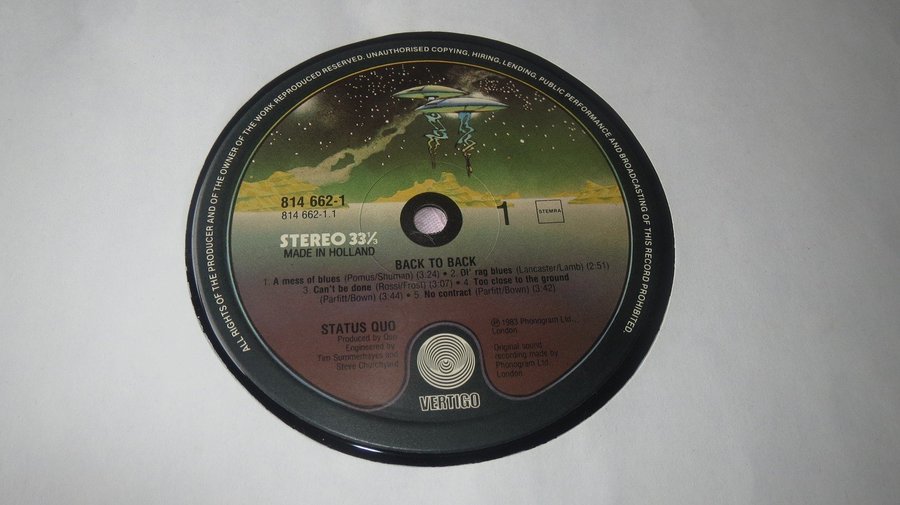 ALL RIGHTS OF THE PRODUCER AND OF THE OWNER OF THE WORK REPRODUCED RESERVED. UNAUTHORISED COPYING, HIRING, LENDING, PUBLIC PERFORMANCE AND BROADCASTING OF THIS RECORD PROHIBITED.
814 662-1
814 662-1.1
1
STEMRA
STEREO 33⅓
MADE IN HOLLAND
BACK TO BACK
1. A mess of blues (Pomus/Shuman) (3:24) • 2. Ol' rag blues (Lancaster/Lamb) (2:51)
3. Can't be done (Rossi/Frost) (3:07) • 4. Too close to the ground
(Parfitt/Bown) (3:44) • 5. No contract (Parfitt/Bown) (3:42)
STATUS QUO
Produced by Quo
Engineered by
Tim Summerhayes and
Steve Churchyard
℗ 1983 Phonogram Ltd.,
London
Original sound
recording made by
Phonogram Ltd.
London
VERTIGO